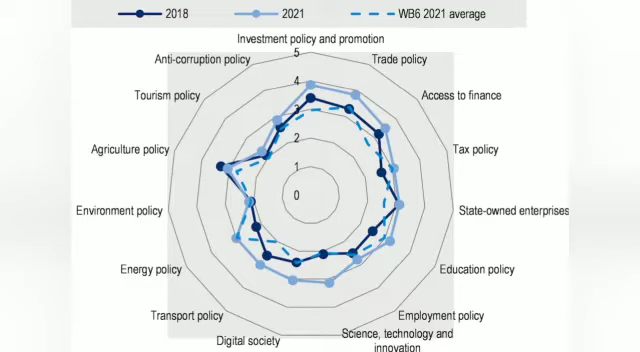 2018 2021 WB6 2021 average
Investment policy and promotion
Anti-corruption policy 5 Trade policy
4
Tourism policy Access to finance
3
Agriculture policy 2 Tax policy
1
0
Environment policy State-owned enterprises
Energy policy Education policy
Transport policy Employment policy
Digital society Science, technology and
innovation